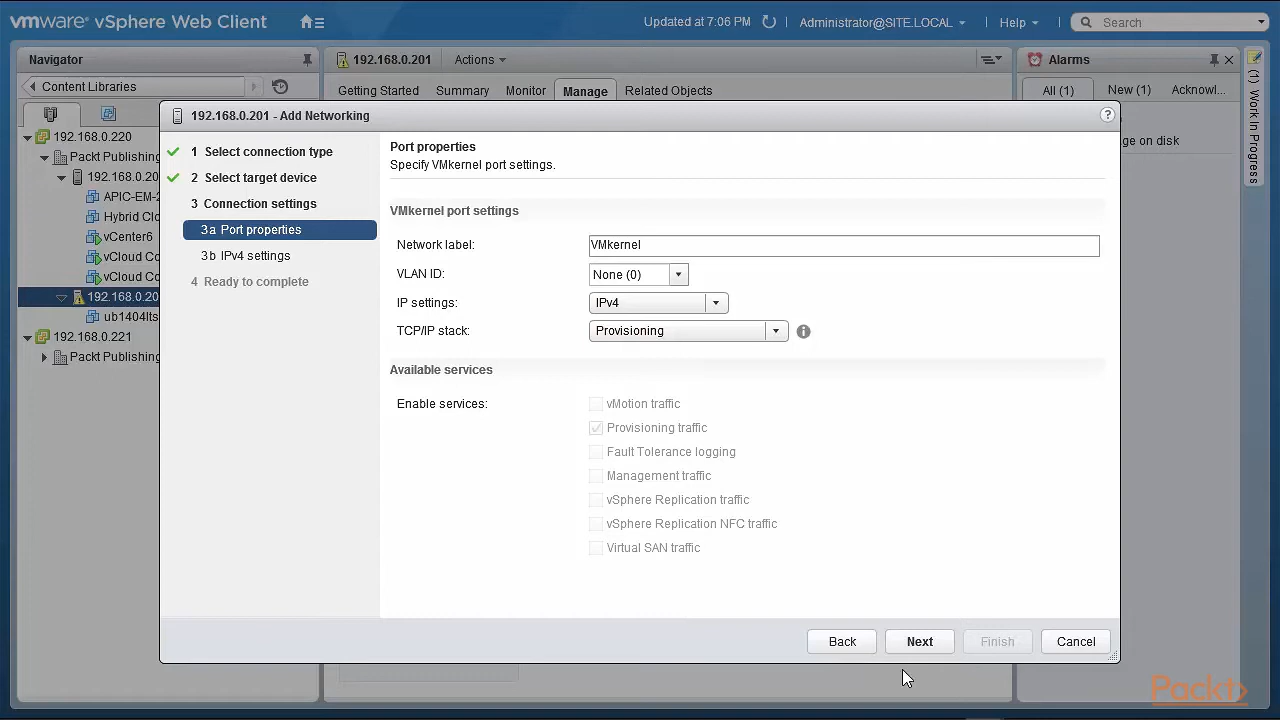 vmware vSphere Web Client
Updated at 7:06 PM
Administrator@SITE.LOCAL
Help
Search
Navigator
192.168.0.201
Actions
Alarms
Content Libraries
Getting Started
Summary
Monitor
Manage
Related Objects
All (1)
New (1)
Acknowl...
(1) Work In Progress
192.168.0.220
Packt Publishing
192.168.0.20
APIC-EM-2
Hybrid Clo
vCenter6
vCloud Co
vCloud Co
192.168.0.20
ub1404lts
192.168.0.221
Packt Publishing
ge on disk
192.168.0.201 - Add Networking
1 Select connection type
2 Select target device
3 Connection settings
3a Port properties
3b IPv4 settings
4 Ready to complete
Port properties
Specify VMkernel port settings.
VMkernel port settings
Network label:
VMkernel
VLAN ID:
None (0)
IP settings:
IPv4
TCP/IP stack:
Provisioning
Available services
Enable services:
vMotion traffic
Provisioning traffic
Fault Tolerance logging
Management traffic
vSphere Replication traffic
vSphere Replication NFC traffic
Virtual SAN traffic
Back
Next
Finish
Cancel
Packt